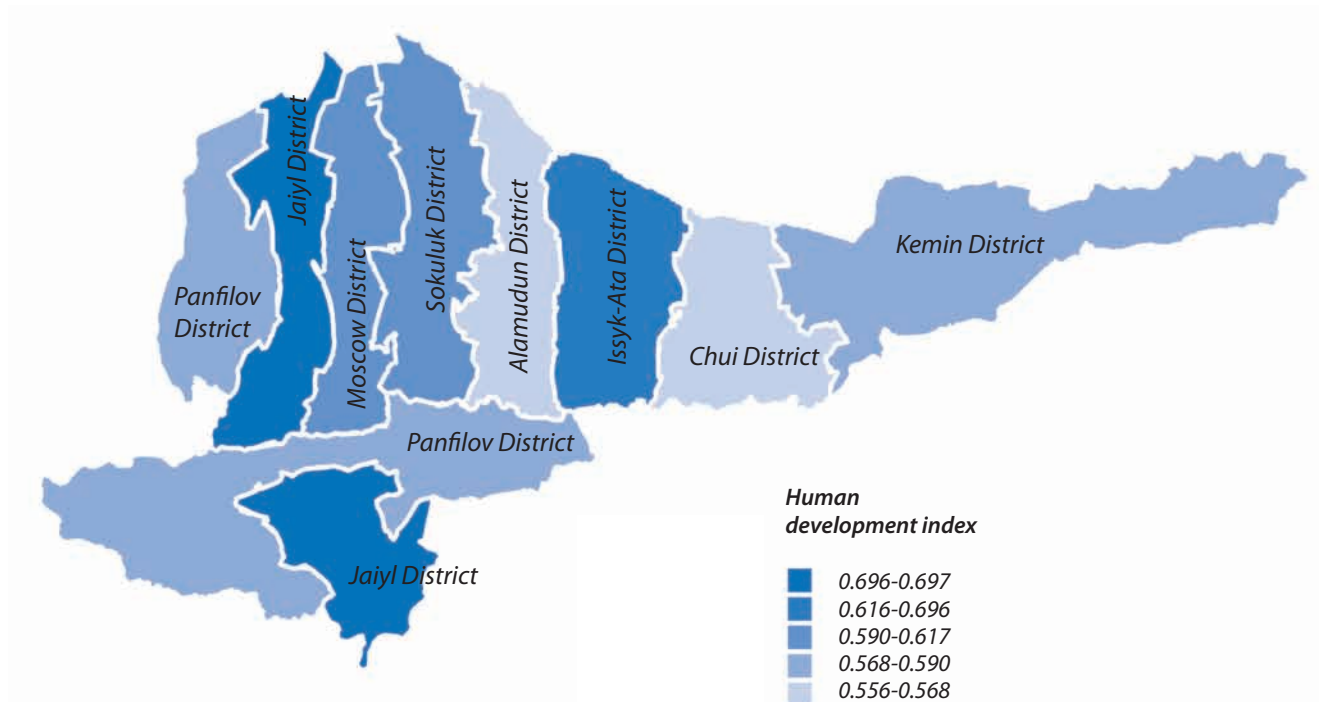 Jaiyl District
Moscow District
Sokuluk District
Alamudun District
Issyk-Ata District
Kemin District
Panfilov
District
Chui District
Panfilov District
Jaiyl District
Human
development index
0.696-0.697
0.616-0.696
0.590-0.617
0.568-0.590
0.556-0.568